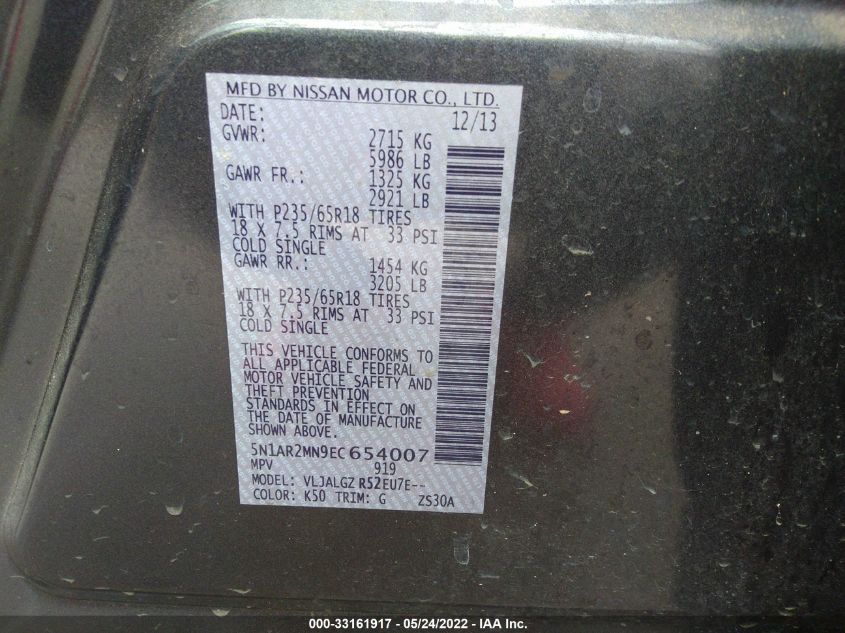 MFD BY NISSAN MOTOR CO., LTD.
DATE: 12/13
GVWR: 2715 KG
5986 LB
GAWR FR.: 1325 KG
2921 LB
WITH P235/65R18 TIRES
18 X 7.5 RIMS AT 33 PSI
COLD SINGLE
GAWR RR.: 1454 KG
3205 LB
WITH P235/65R18 TIRES
18 X 7.5 RIMS AT 33 PSI
COLD SINGLE
THIS VEHICLE CONFORMS TO
ALL APPLICABLE FEDERAL
MOTOR VEHICLE SAFETY AND
THEFT PREVENTION
STANDARDS IN EFFECT ON
THE DATE OF MANUFACTURE
SHOWN ABOVE.
5N1AR2MN9EC654007
MPV 919
MODEL: VLJALGZ R52EU7E--
COLOR: K50 TRIM: G ZS30A
000-33161917 - 05/24/2022 - IAA Inc.